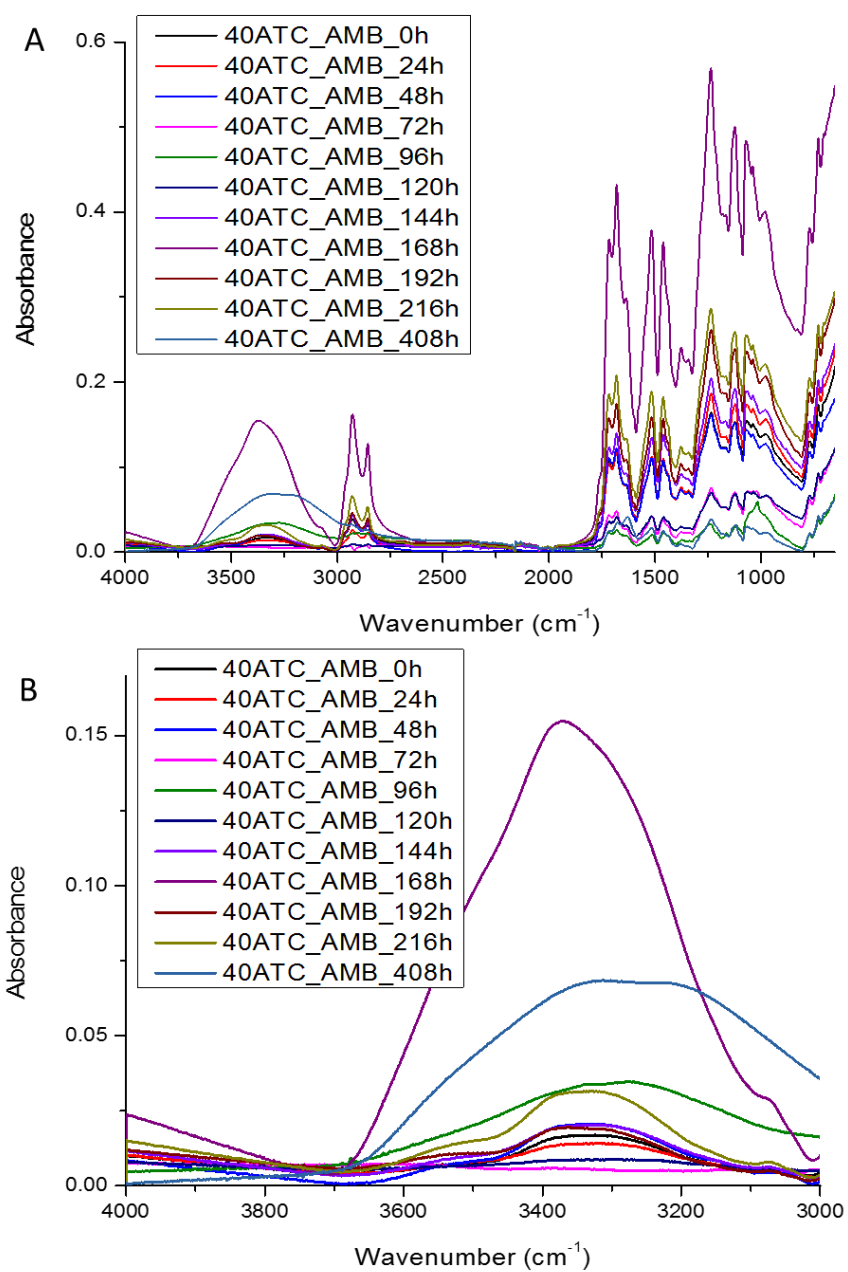 A
0.6
0.4
0.2
0.0
Absorbance
40ATC_AMB_0h
40ATC_AMB_24h
40ATC_AMB_48h
40ATC_AMB_72h
40ATC_AMB_96h
40ATC_AMB_120h
40ATC_AMB_144h
40ATC_AMB_168h
40ATC_AMB_192h
40ATC_AMB_216h
40ATC_AMB_408h
4000 3500 3000 2500 2000 1500 1000
Wavenumber (cm⁻¹)
B
0.15
0.10
0.05
0.00
Absorbance
40ATC_AMB_0h
40ATC_AMB_24h
40ATC_AMB_48h
40ATC_AMB_72h
40ATC_AMB_96h
40ATC_AMB_120h
40ATC_AMB_144h
40ATC_AMB_168h
40ATC_AMB_192h
40ATC_AMB_216h
40ATC_AMB_408h
4000 3800 3600 3400 3200 3000
Wavenumber (cm⁻¹)